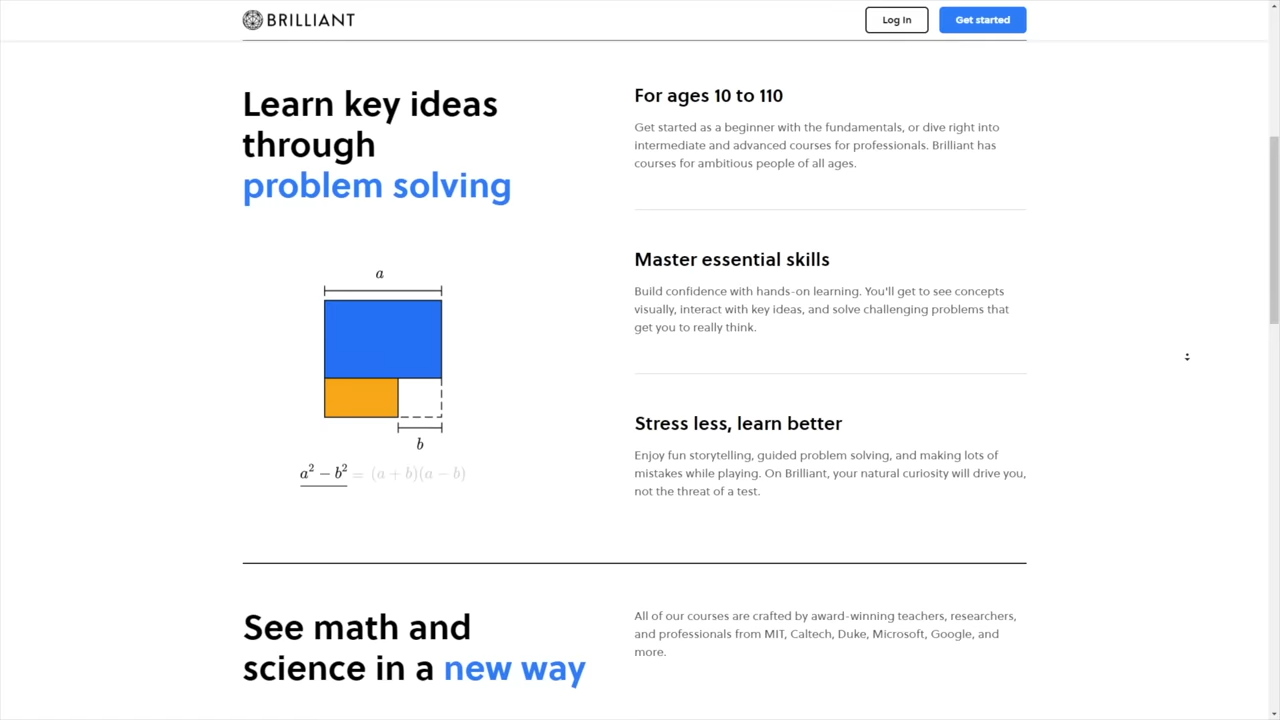 BRILLIANT
Log In
Get started
Learn key ideas
through
problem solving
a
b
a² − b² = (a + b)(a − b)
For ages 10 to 110
Get started as a beginner with the fundamentals, or dive right into
intermediate and advanced courses for professionals. Brilliant has
courses for ambitious people of all ages.
Master essential skills
Build confidence with hands-on learning. You'll get to see concepts
visually, interact with key ideas, and solve challenging problems that
get you to really think.
Stress less, learn better
Enjoy fun storytelling, guided problem solving, and making lots of
mistakes while playing. On Brilliant, your natural curiosity will drive you,
not the threat of a test.
See math and
science in a new way
All of our courses are crafted by award-winning teachers, researchers,
and professionals from MIT, Caltech, Duke, Microsoft, Google, and
more.